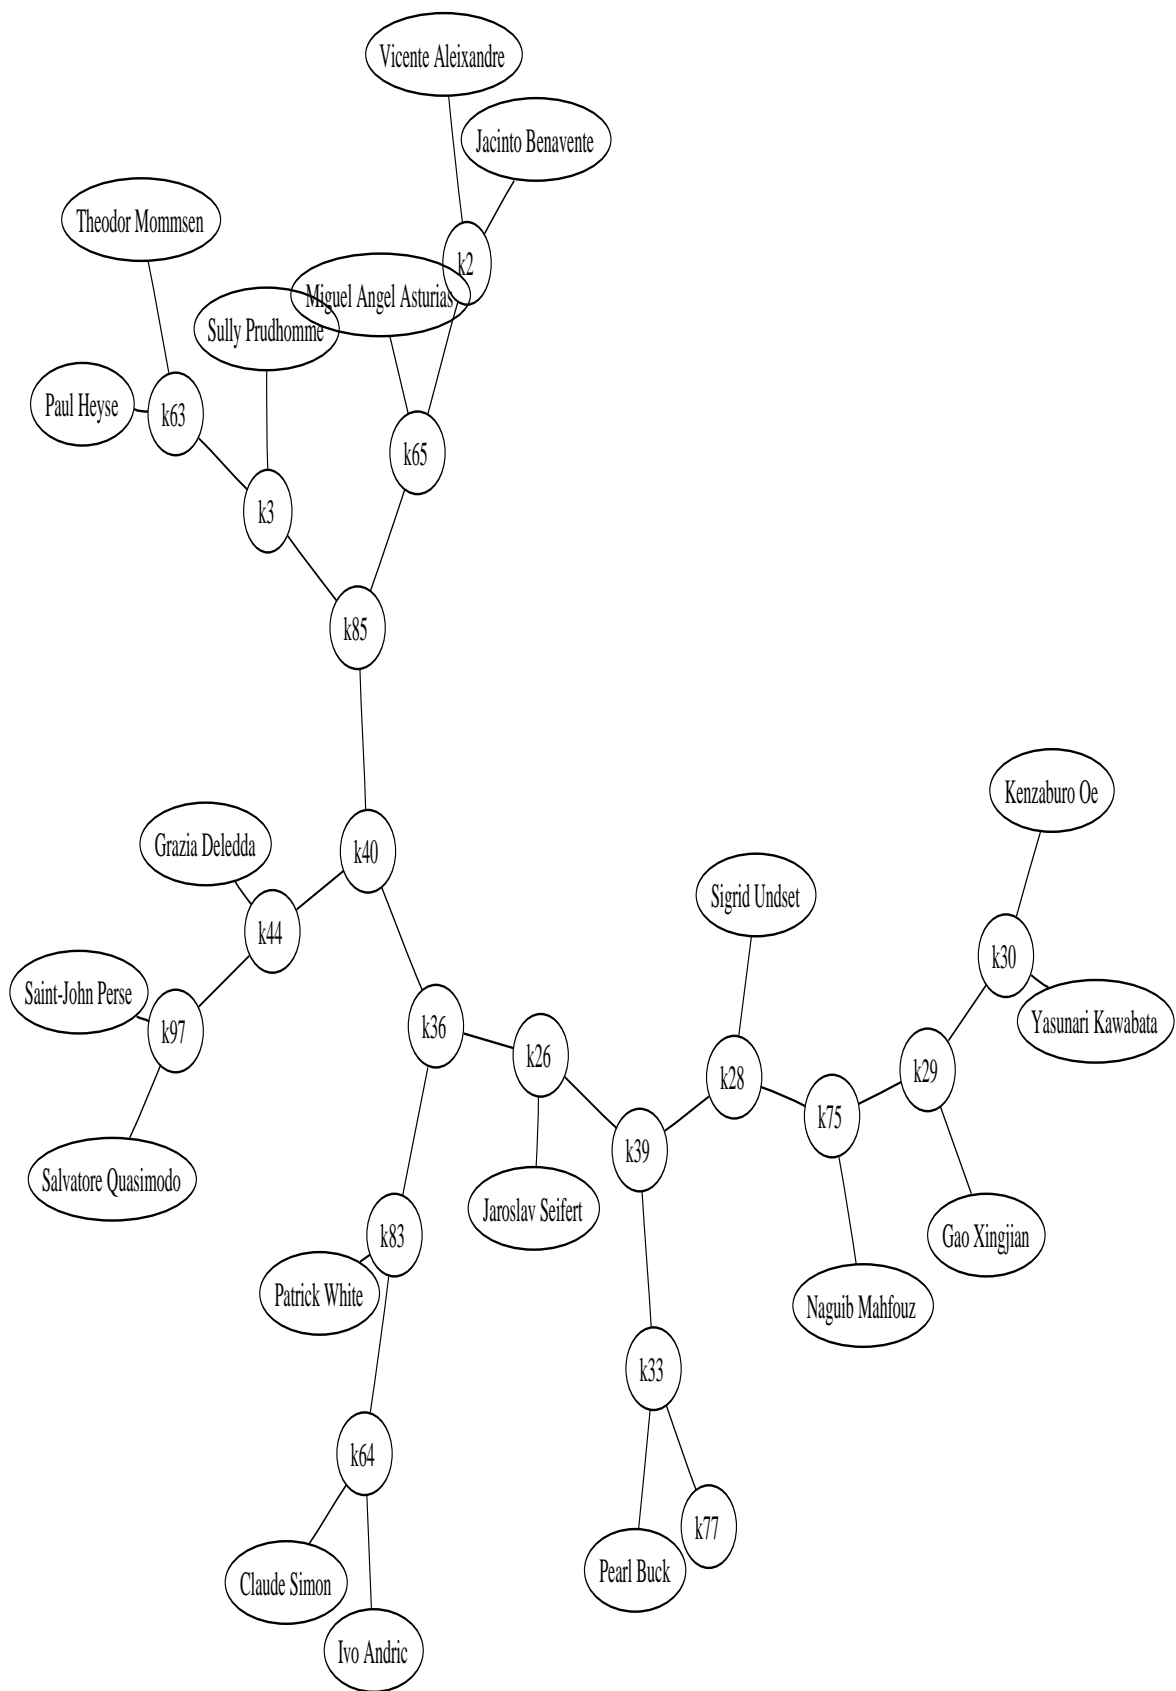 Vicente Aleixandre
Jacinto Benavente
Theodor Mommsen
k2
Miguel Angel Asturias
Sully Prudhomme
Paul Heyse
k63
k65
k3
k85
Kenzaburo Oe
Grazia Deledda
k40
Sigrid Undset
k44
k30
Saint-John Perse
Yasunari Kawabata
k97
k36
k26
k28
k29
k75
k39
Salvatore Quasimodo
Jaroslav Seifert
k83
Gao Xingjian
Patrick White
Naguib Mahfouz
k33
k64
k77
Pearl Buck
Claude Simon
Ivo Andric